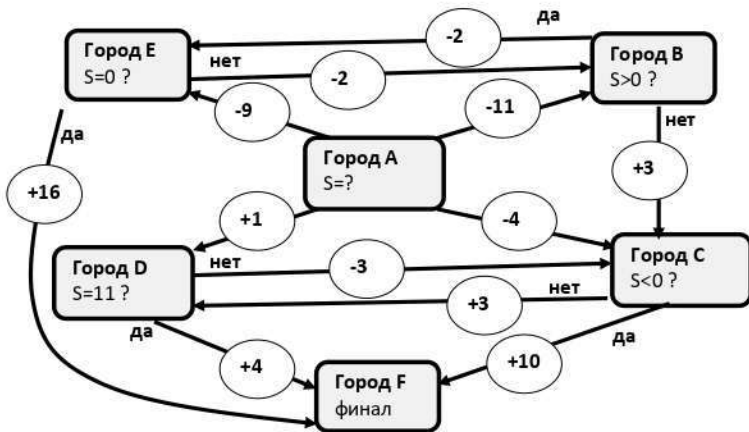 да
-2
Город E
S=0 ?
нет
-2
Город B
S>0 ?
-9
-11
да
нет
+16
Город A
S=?
+3
+1
-4
Город D
S=11 ?
нет
-3
Город C
S<0 ?
+3
нет
да
+4
+10
да
Город F
финал